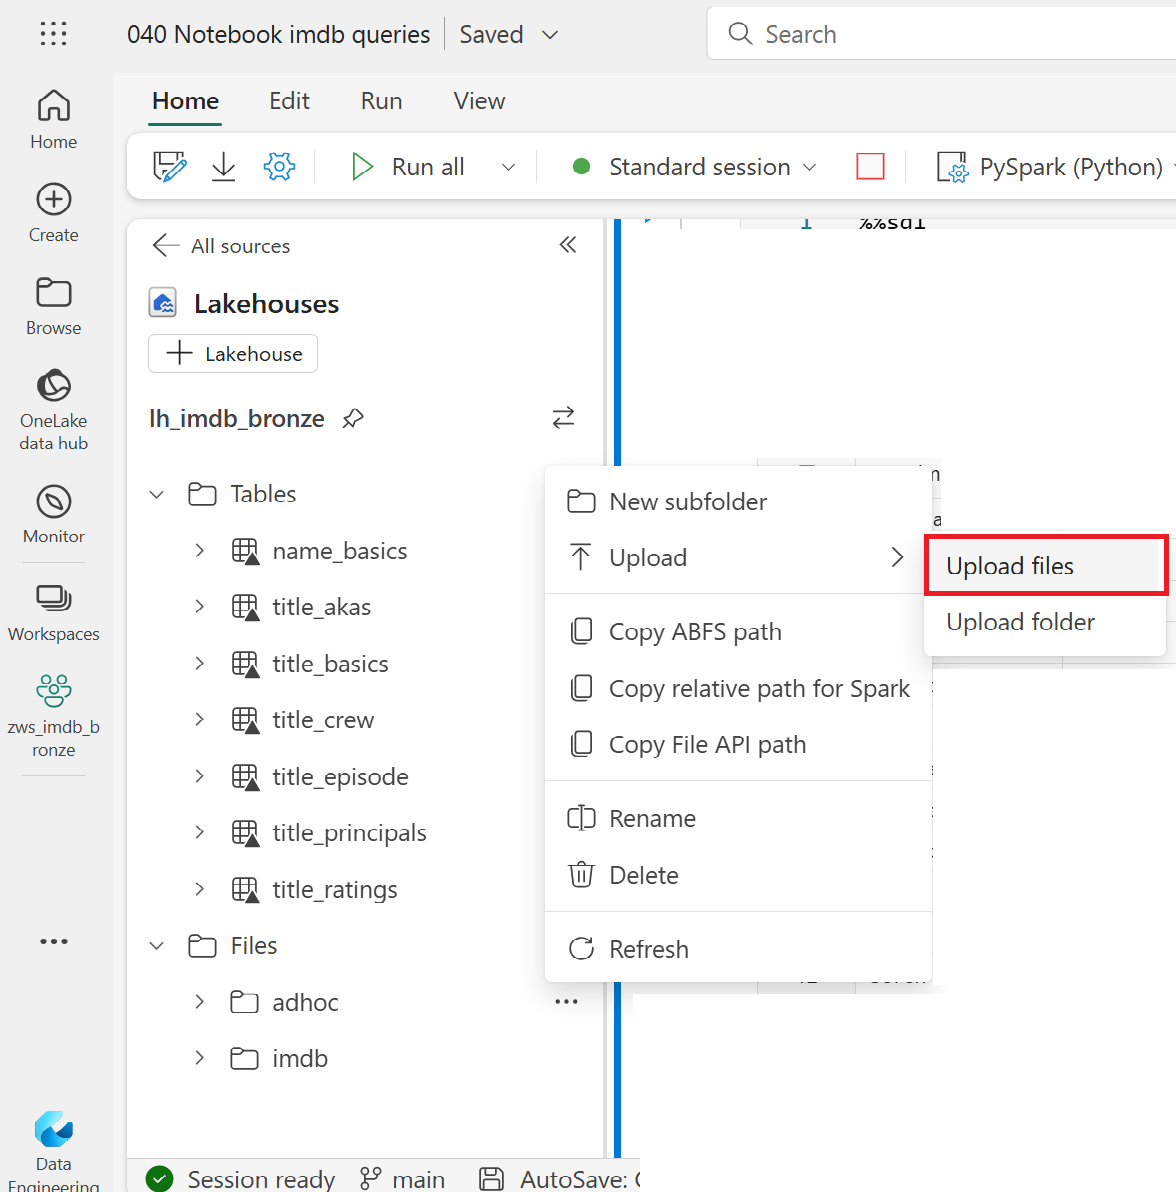 040 Notebook imdb queries
Saved
Search
Home
Edit
Run
View
Run all
Standard session
PySpark (Python)
Home
Create
Browse
OneLake
data hub
Monitor
Workspaces
zws_imdb_b
ronze
Data
Engineering
All sources
Lakehouses
Lakehouse
lh_imdb_bronze
Tables
name_basics
title_akas
title_basics
title_crew
title_episode
title_principals
title_ratings
Files
adhoc
imdb
1
%%sql
New subfolder
Upload
Copy ABFS path
Copy relative path for Spark
Copy File API path
Rename
Delete
Refresh
Upload files
Upload folder
Session ready
main
AutoSave: